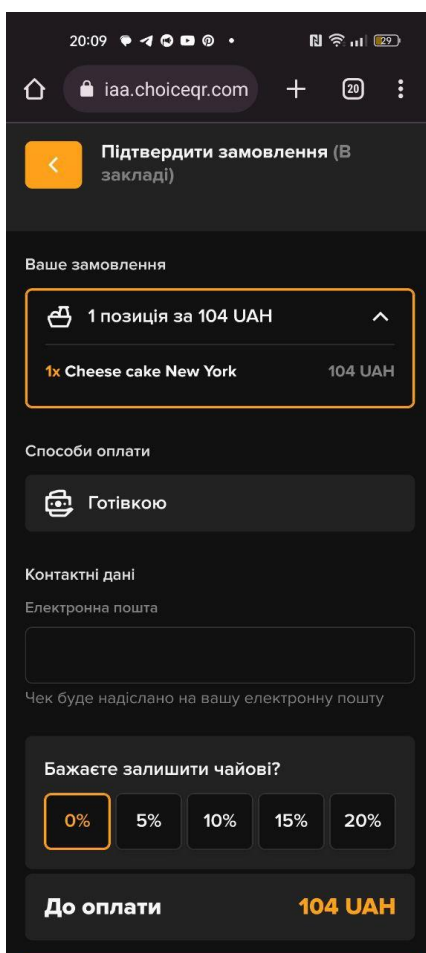 20:09
29
iaa.choiceqr.com
20
Підтвердити замовлення (В
закладі)
Ваше замовлення
1 позиція за 104 UAH
1x Cheese cake New York 104 UAH
Способи оплати
Готівкою
Контактні дані
Електронна пошта
Чек буде надіслано на вашу електронну пошту
Бажаєте залишити чайові?
0% 5% 10% 15% 20%
До оплати 104 UAH